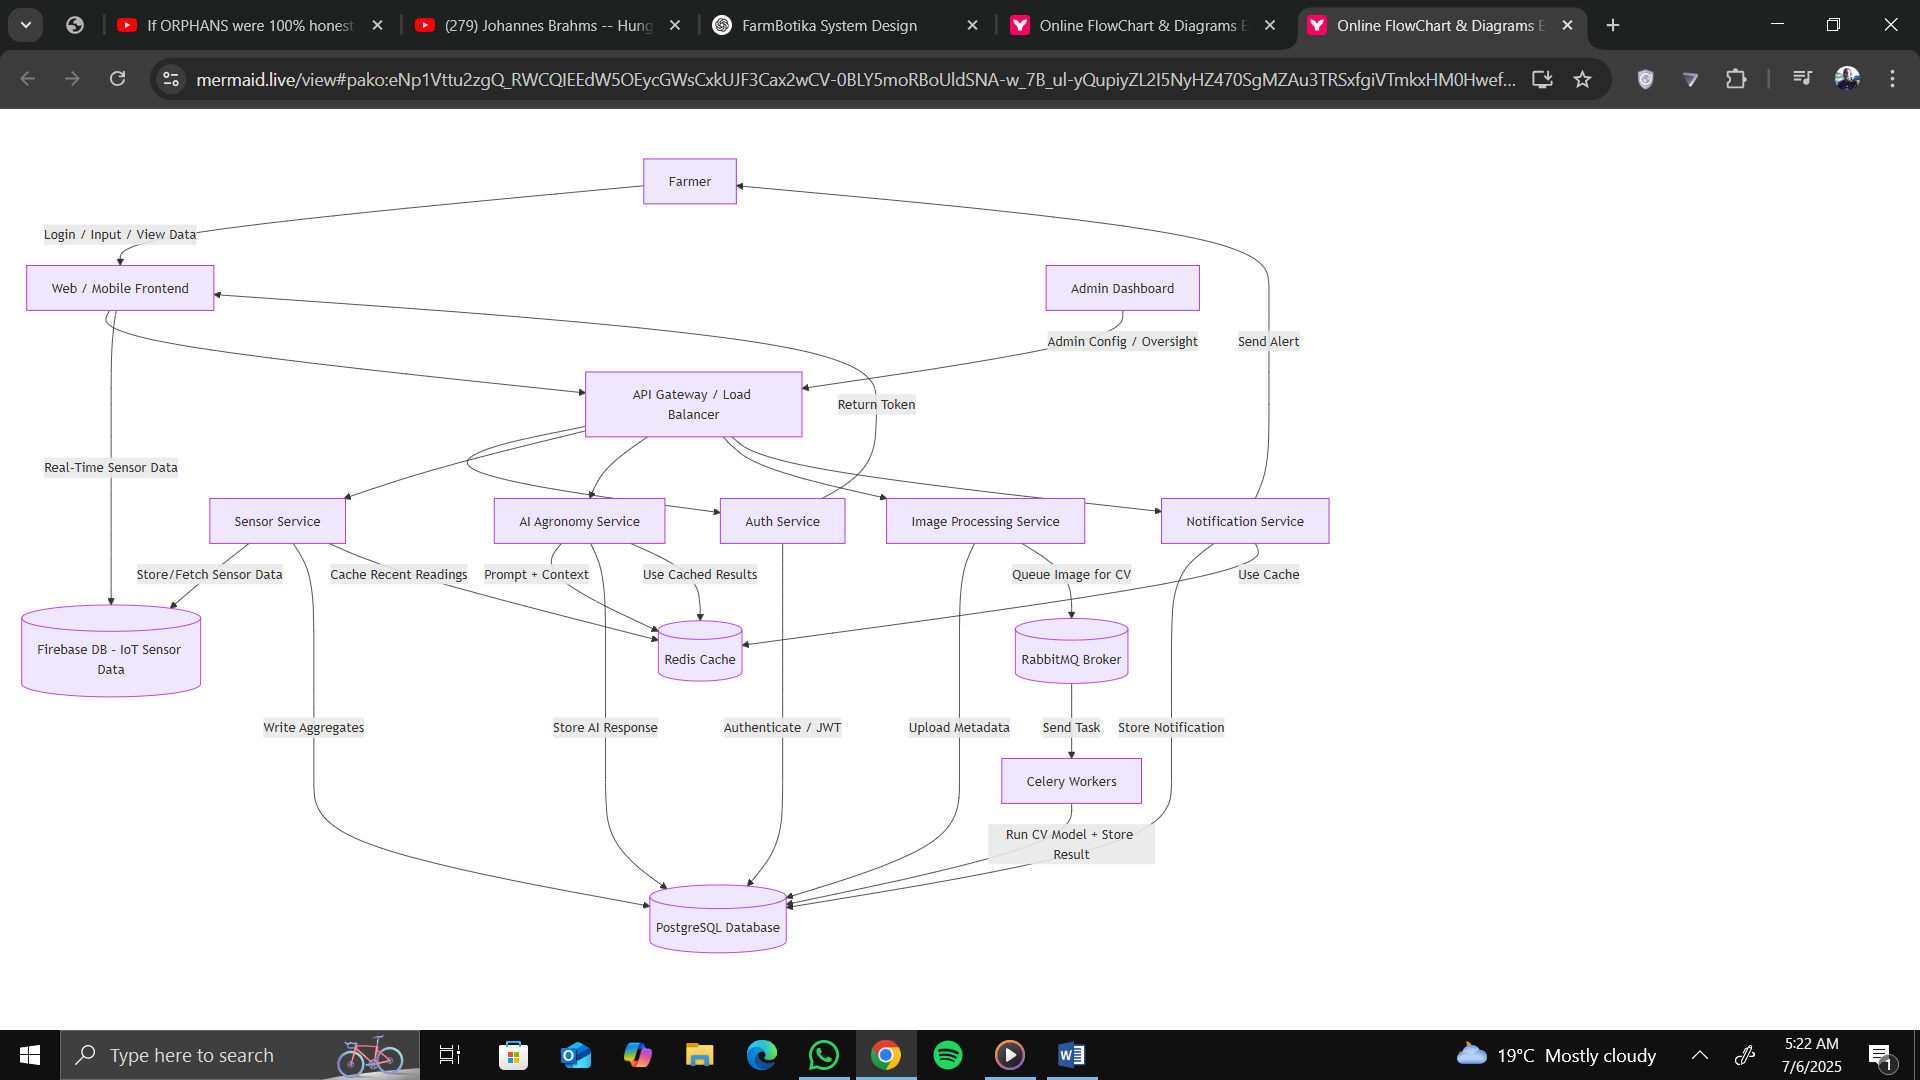 If ORPHANS were 100% honest
(279) Johannes Brahms -- Hung
FarmBotika System Design
Online FlowChart & Diagrams E
Online FlowChart & Diagrams E
mermaid.live/view#pako:eNp1Vttu2zgQ_RWCQIEEdW5OEycGWsCxkUJF3Cax2wCV-0BLY5moRBoUldSNA-w_7B_ul-yQupiyZL2I5NyHZ470SgMZAu3TRSxfgiVTmkxHM0Hwef...
Farmer
Login / Input / View Data
Web / Mobile Frontend
Admin Dashboard
Admin Config / Oversight
Send Alert
API Gateway / Load
Balancer
Return Token
Real-Time Sensor Data
Sensor Service
AI Agronomy Service
Auth Service
Image Processing Service
Notification Service
Store/Fetch Sensor Data
Cache Recent Readings
Prompt + Context
Use Cached Results
Queue Image for CV
Use Cache
Firebase DB - IoT Sensor
Data
Redis Cache
RabbitMQ Broker
Write Aggregates
Store AI Response
Authenticate / JWT
Upload Metadata
Send Task
Store Notification
Celery Workers
Run CV Model + Store
Result
PostgreSQL Database
Type here to search
19°C Mostly cloudy
5:22 AM
7/6/2025
1